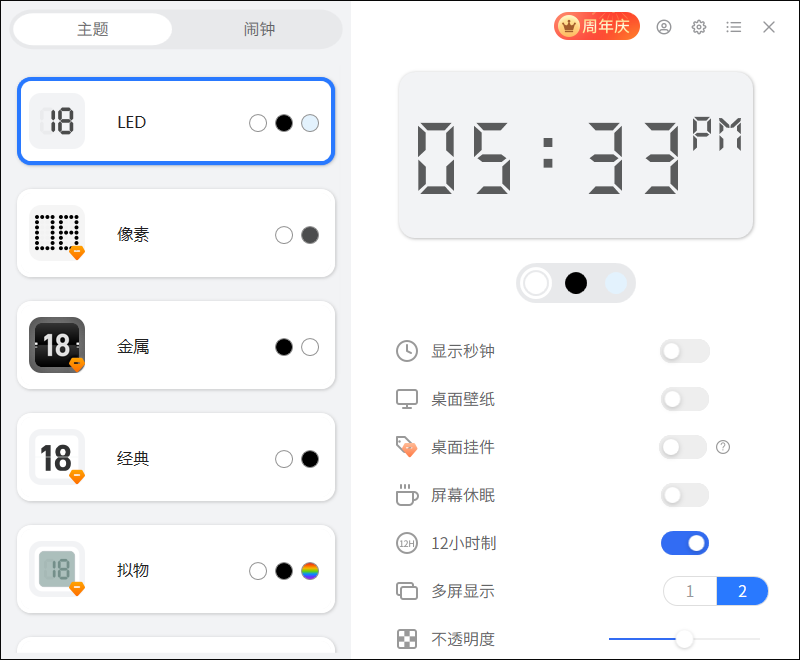 主题
闹钟
周年庆
18
LED
像素
18
金属
18
经典
18
拟物
05:33 PM
显示秒钟
桌面壁纸
桌面挂件
屏幕休眠
12H
12小时制
多屏显示
1
2
不透明度